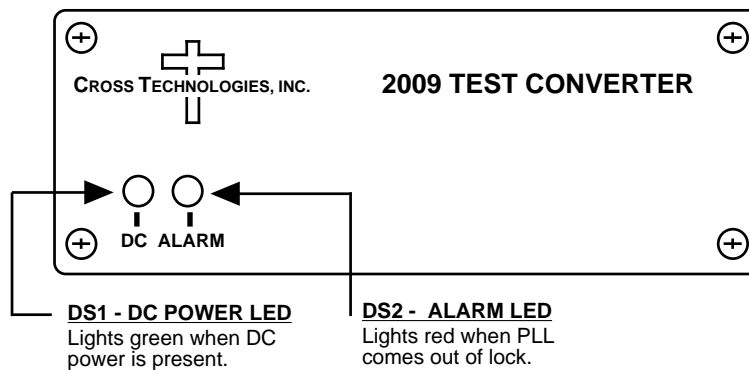 CROSS TECHNOLOGIES, INC.
2009 TEST CONVERTER
DC ALARM
DS1 - DC POWER LED
Lights green when DC
power is present.
DS2 - ALARM LED
Lights red when PLL
comes out of lock.